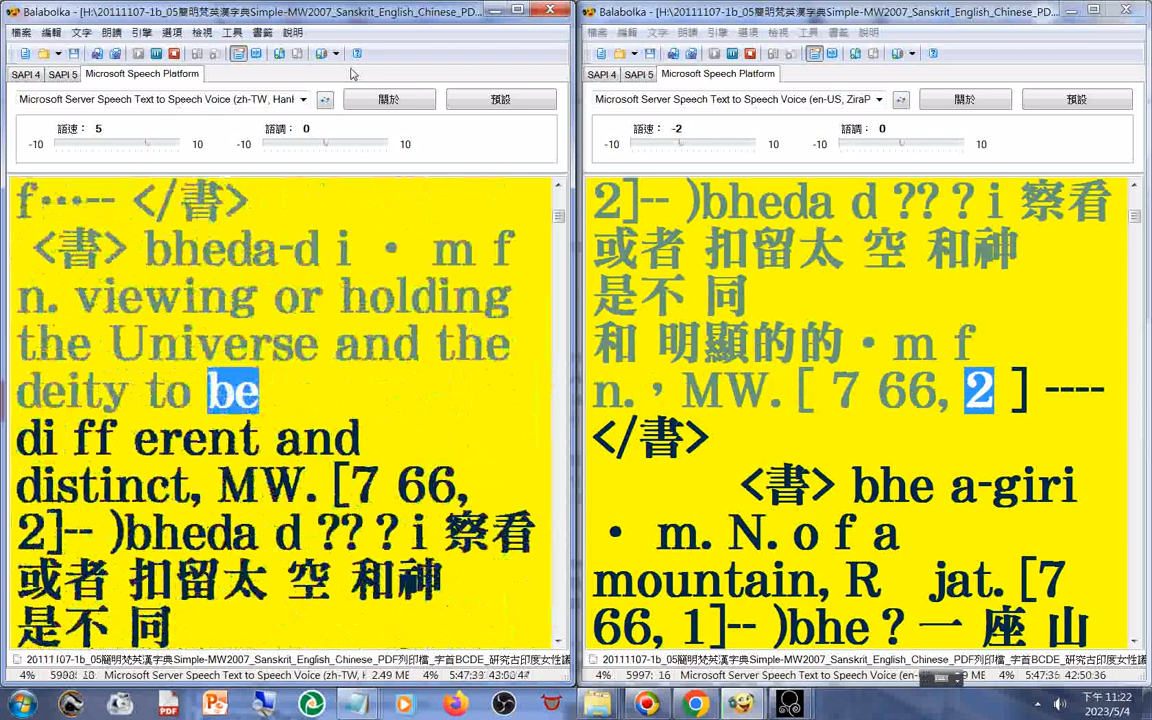 Balabolka - [H:\20111107-1b_05簡明梵英漢字典Simple-MW2007_Sanskrit_English_Chinese_PD...
檔案 編輯 文字 朗讀 引擎 選項 檢視 工具 書籤 說明
SAPI 4 SAPI 5 Microsoft Speech Platform
Microsoft Server Speech Text to Speech Voice (zh-TW, HanH
關於 預設
語速： 5 語調： 0
-10 10 -10 10
f…-- </書>
<書> bheda-d i • m f
n. viewing or holding
the Universe and the
deity to be
di ff erent and
distinct, MW. [7 66,
2]-- )bheda d ?? ? i 察看
或者 扣留太 空 和神
是不 同
20111107-1b_05簡明梵英漢字典Simple-MW2007_Sanskrit_English_Chinese_PDF列印檔_字首BCDE_研究古印度女性議
4% Microsoft Server Speech Text to Speech Voice (zh-TW, H 2.49 MB 4%
Balabolka - [H:\20111107-1b_05簡明梵英漢字典Simple-MW2007_Sanskrit_English_Chinese_PD...
檔案 編輯 文字 朗讀 引擎 選項 檢視 工具 書籤 說明
SAPI 4 SAPI 5 Microsoft Speech Platform
Microsoft Server Speech Text to Speech Voice (en-US, ZiraP
關於 預設
語速： -2 語調： 0
-10 10 -10 10
2]-- )bheda d ?? ? i 察看
或者 扣留太 空 和神
是不 同
和 明顯的的•m f
n.，MW. [ 7 66, 2 ] ----
</書>
<書> bhe a-giri
• m. N. o f a
mountain, R jat. [7
66, 1]-- )bhe ? 一 座 山
20111107-1b_05簡明梵英漢字典Simple-MW2007_Sanskrit_English_Chinese_PDF列印檔_字首BCDE_研究古印度女性議
4% 5997: 16 Microsoft Server Speech Text to Speech Voice (en-US, 4% 42:50:36
下午 11:22
2023/5/4